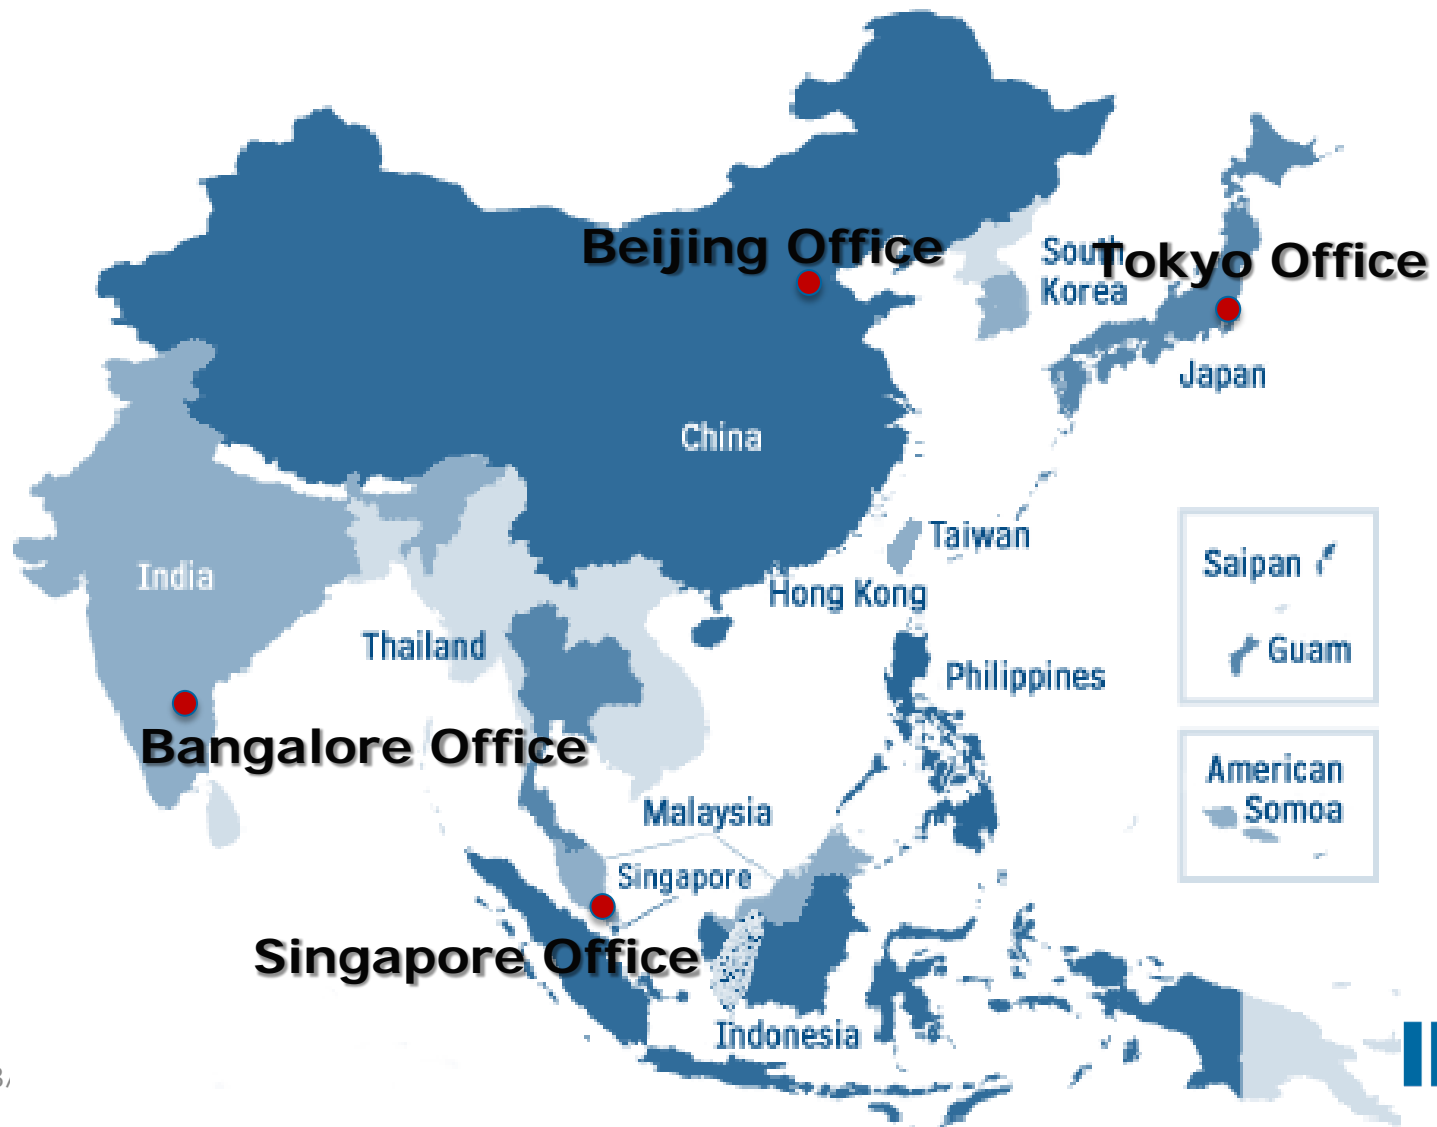 Beijing Office
South
Korea
Tokyo Office
Japan
China
Taiwan
Hong Kong
India
Thailand
Philippines
Saipan
Guam
Bangalore Office
American
Somoa
Malaysia
Singapore
Singapore Office
Indonesia